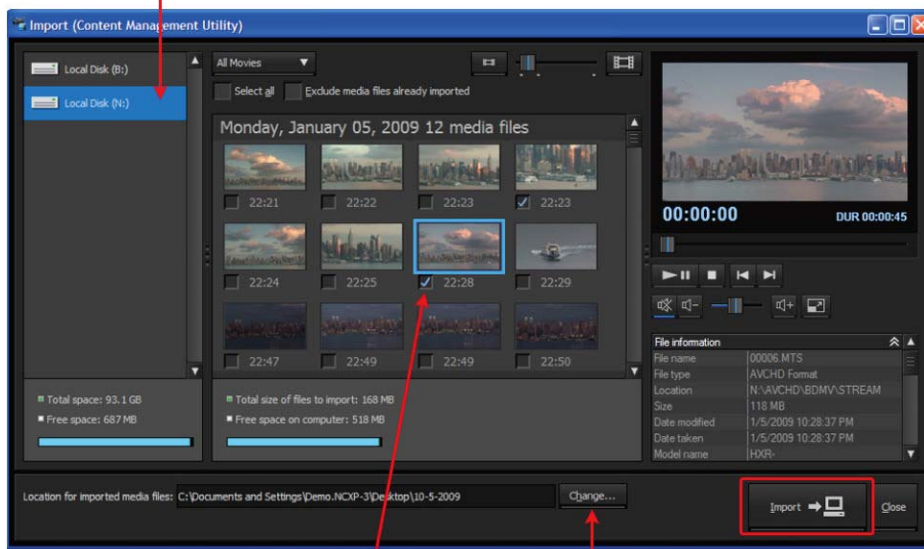 Import (Content Management Utility)
Local Disk (B:)
Local Disk (N:)
All Movies
Select all
Exclude media files already imported
Monday, January 05, 2009 12 media files
22:21
22:22
22:23
22:23
22:24
22:25
22:28
22:29
22:47
22:49
22:49
22:50
Total space: 93.1 GB
Free space: 687 MB
Total size of files to import: 168 MB
Free space on computer: 518 MB
00:00:00
DUR 00:00:45
File information
File name 00006.MTS
File type AVCHD Format
Location N:\AVCHD\BDMV\STREAM
Size 118 MB
Date modified 1/5/2009 10:28:37 PM
Date taken 1/5/2009 10:28:37 PM
Model name HXR-
Location for imported media files: C:\Documents and Settings\Demo.NCXP-3\Desktop\10-5-2009
Change...
Import
Close